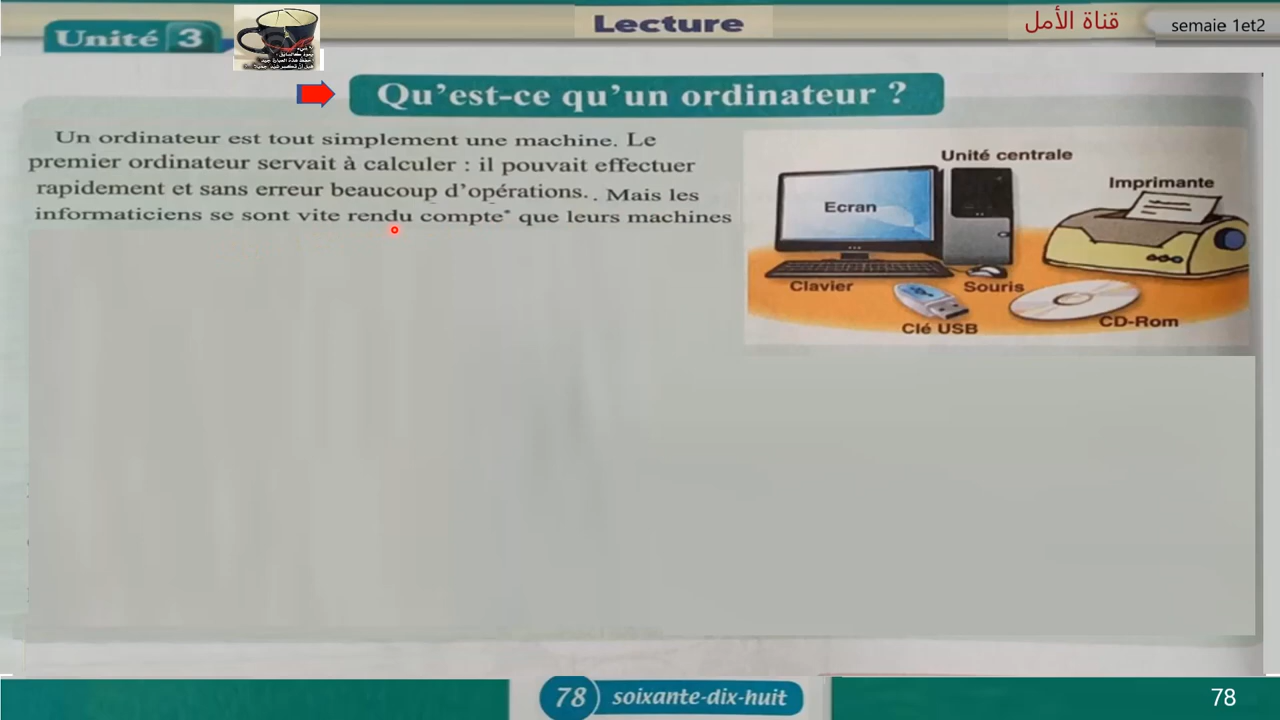 Unité 3
Lecture
قناة الأمل
semaie 1et2
Qu'est-ce qu'un ordinateur ?
Un ordinateur est tout simplement une machine. Le
premier ordinateur servait à calculer : il pouvait effectuer
rapidement et sans erreur beaucoup d'opérations. . Mais les
informaticiens se sont vite rendu compte* que leurs machines
Unité centrale
Imprimante
Ecran
Clavier
Souris
Clé USB
CD-Rom
78 soixante-dix-huit
78